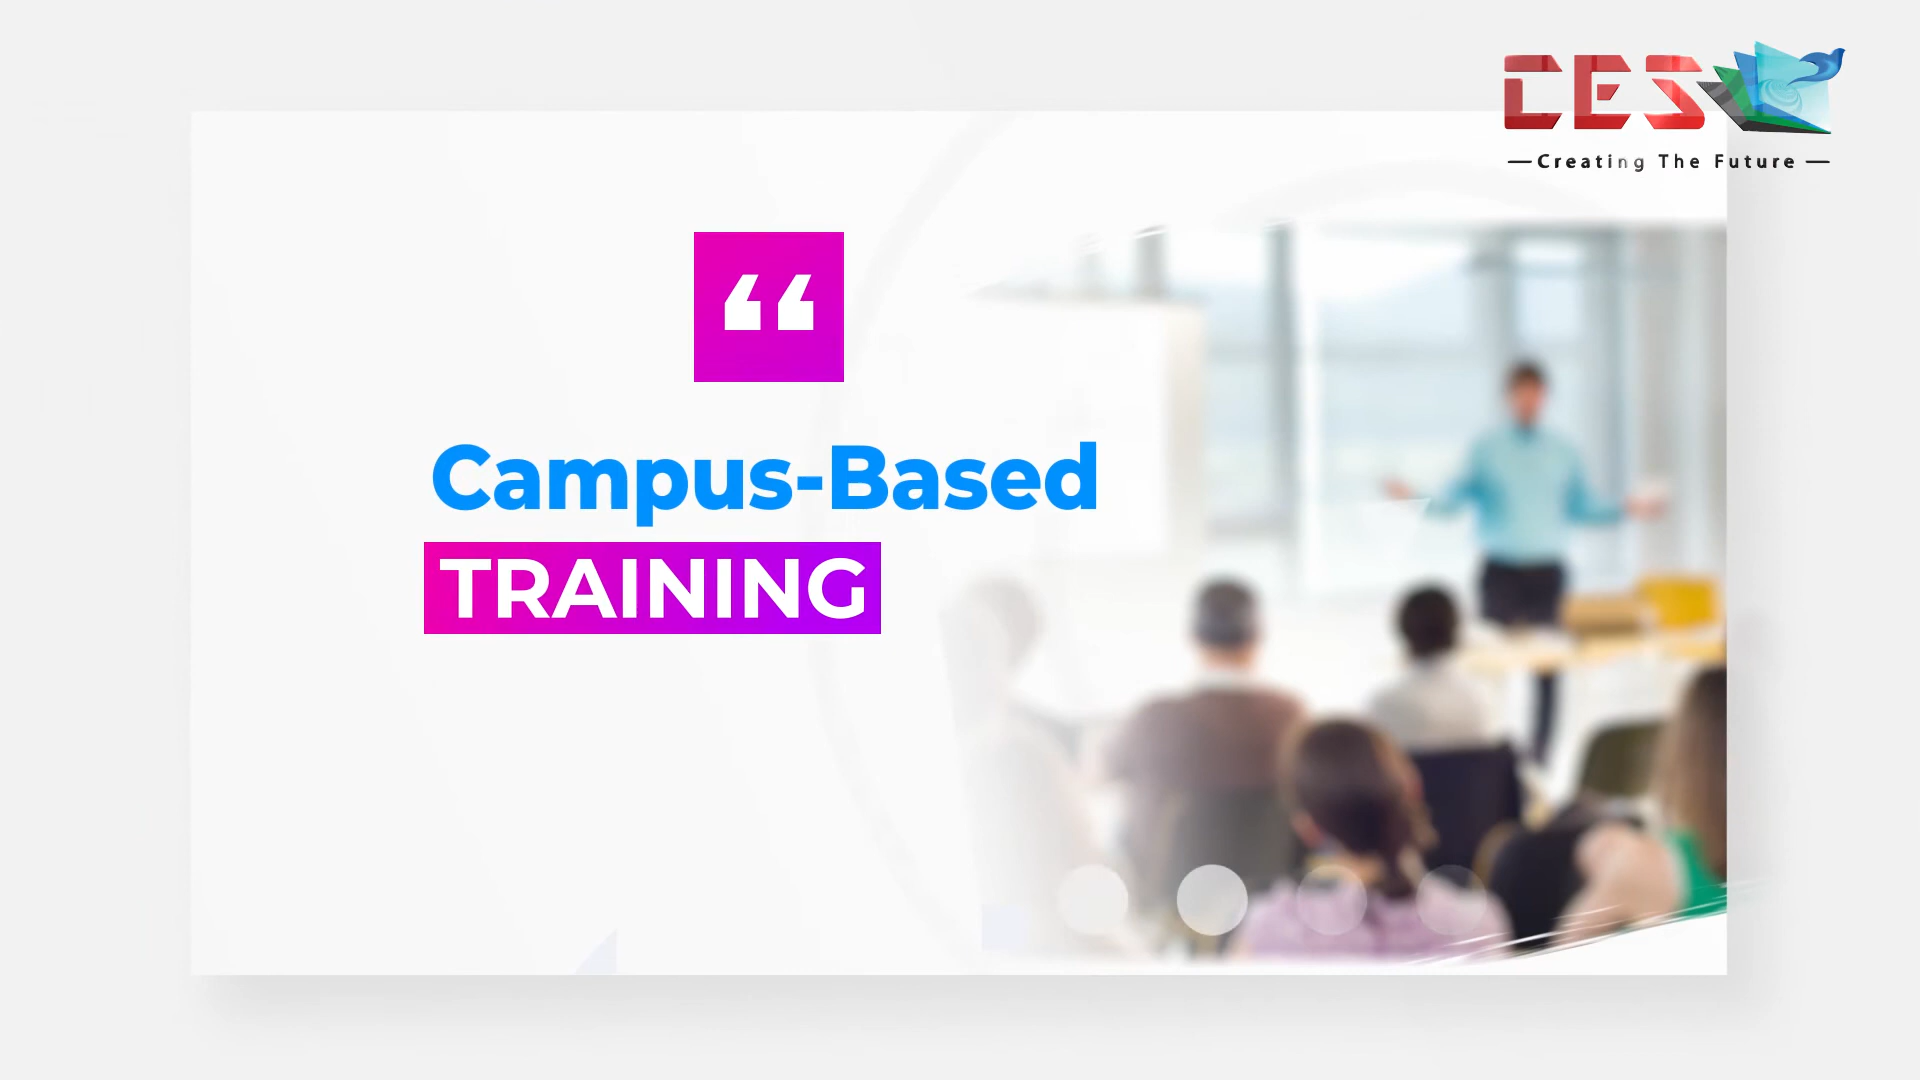 CES
Creating The Future
“
Campus-Based
TRAINING